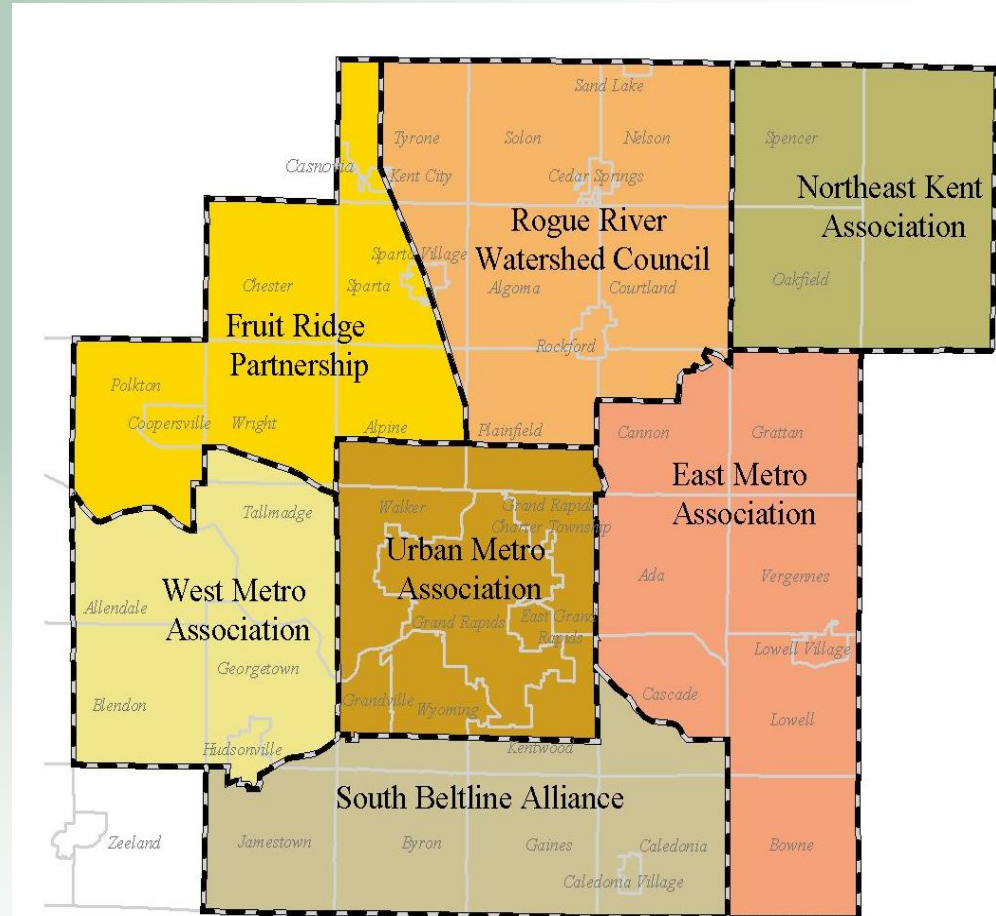 Sand Lake
Tyrone
Solon
Nelson
Spencer
Casnovia
Kent City
Cedar Springs
Northeast Kent
Association
Rogue River
Watershed Council
Sparta Village
Chester
Sparta
Algoma
Courtland
Oakfield
Fruit Ridge
Partnership
Rockford
Polkton
Coopersville
Wright
Alpine
Plainfield
Cannon
Grattan
East Metro
Association
Tallmadge
Walker
Grand Rapids
Charter Township
Urban Metro
Association
West Metro
Association
Ada
Vergennes
Allendale
Grand Rapids
East Grand
Rapids
Lowell Village
Georgetown
Blendon
Grandville
Wyoming
Cascade
Lowell
Hudsonville
Kentwood
South Beltline Alliance
Zeeland
Jamestown
Byron
Gaines
Caledonia
Bowne
Caledonia Village